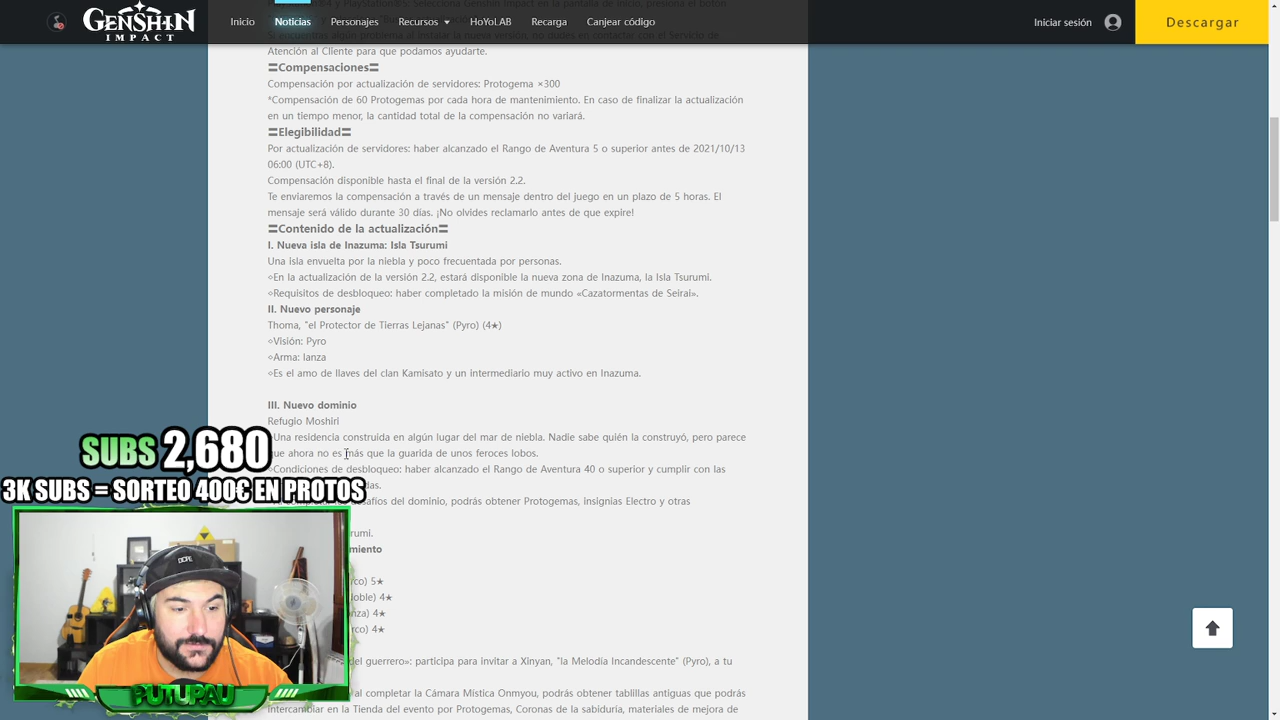 GENSHIN
IMPACT
Inicio
Noticias
Personajes
Recursos
HoYoLAB
Recarga
Canjear código
Iniciar sesión
Descargar
Atención al Cliente para que podamos ayudarte.
〓Compensaciones〓
Compensación por actualización de servidores: Protogema ×300
*Compensación de 60 Protogemas por cada hora de mantenimiento. En caso de finalizar la actualización
en un tiempo menor, la cantidad total de la compensación no variará.
〓Elegibilidad〓
Por actualización de servidores: haber alcanzado el Rango de Aventura 5 o superior antes de 2021/10/13
06:00 (UTC+8).
Compensación disponible hasta el final de la versión 2.2.
Te enviaremos la compensación a través de un mensaje dentro del juego en un plazo de 5 horas. El
mensaje será válido durante 30 días. ¡No olvides reclamarlo antes de que expire!
〓Contenido de la actualización〓
I. Nueva isla de Inazuma: Isla Tsurumi
Una isla envuelta por la niebla y poco frecuentada por personas.
◇En la actualización de la versión 2.2, estará disponible la nueva zona de Inazuma, la Isla Tsurumi.
◇Requisitos de desbloqueo: haber completado la misión de mundo «Cazatormentas de Seirai».
II. Nuevo personaje
Thoma, "el Protector de Tierras Lejanas" (Pyro) (4★)
◇Visión: Pyro
◇Arma: lanza
◇Es el amo de llaves del clan Kamisato y un intermediario muy activo en Inazuma.
III. Nuevo dominio
Refugio Moshiri
Una residencia construida en algún lugar del mar de niebla. Nadie sabe quién la construyó, pero parece
que ahora no es más que la guarida de unos feroces lobos.
◇Condiciones de desbloqueo: haber alcanzado el Rango de Aventura 40 o superior y cumplir con las
del dominio, podrás obtener Protogemas, insignias Electro y otras
SUBS 2,680
3K SUBS = SORTEO 400€ EN PROTOS
5★
4★
4★
4★
del guerrero»: participa para invitar a Xinyan, "la Melodía Incandescente" (Pyro), a tu
al completar la Cámara Mística Onmyou, podrás obtener tablillas antiguas que podrás
intercambiar en la Tienda del evento por Protogemas, Coronas de la sabiduría, materiales de mejora de
DOPE
PUTUPAU